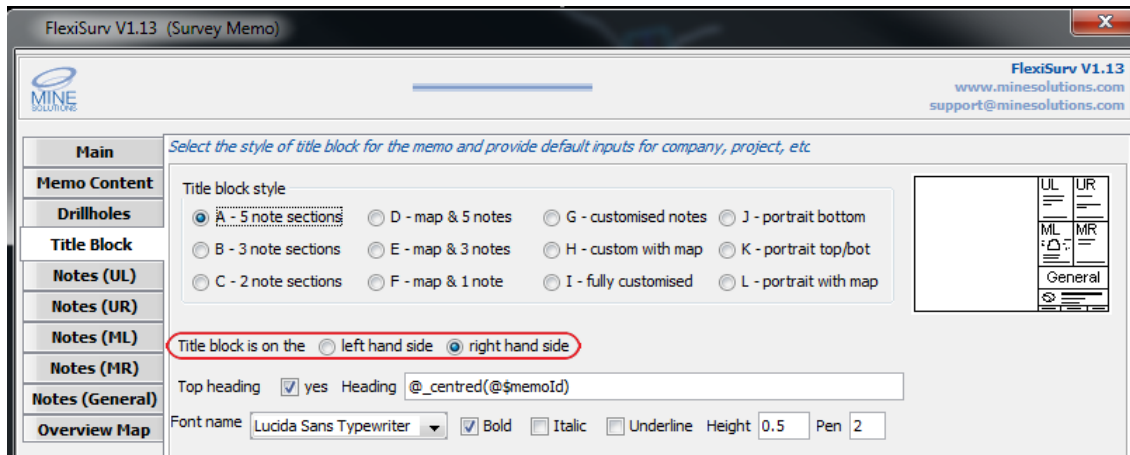 FlexiSurv V1.13 (Survey Memo)
X
MINE
SOLUTIONS
FlexiSurv V1.13
www.minesolutions.com
support@minesolutions.com
Main
Memo Content
Drillholes
Title Block
Notes (UL)
Notes (UR)
Notes (ML)
Notes (MR)
Notes (General)
Overview Map
Select the style of title block for the memo and provide default inputs for company, project, etc
Title block style
A - 5 note sections D - map & 5 notes G - customised notes J - portrait bottom
B - 3 note sections E - map & 3 notes H - custom with map K - portrait top/bot
C - 2 note sections F - map & 1 note I - fully customised L - portrait with map
UL UR
ML MR
General
Title block is on the left hand side right hand side
Top heading yes Heading @_centred(@$memoId)
Font name Lucida Sans Typewriter Bold Italic Underline Height 0.5 Pen 2